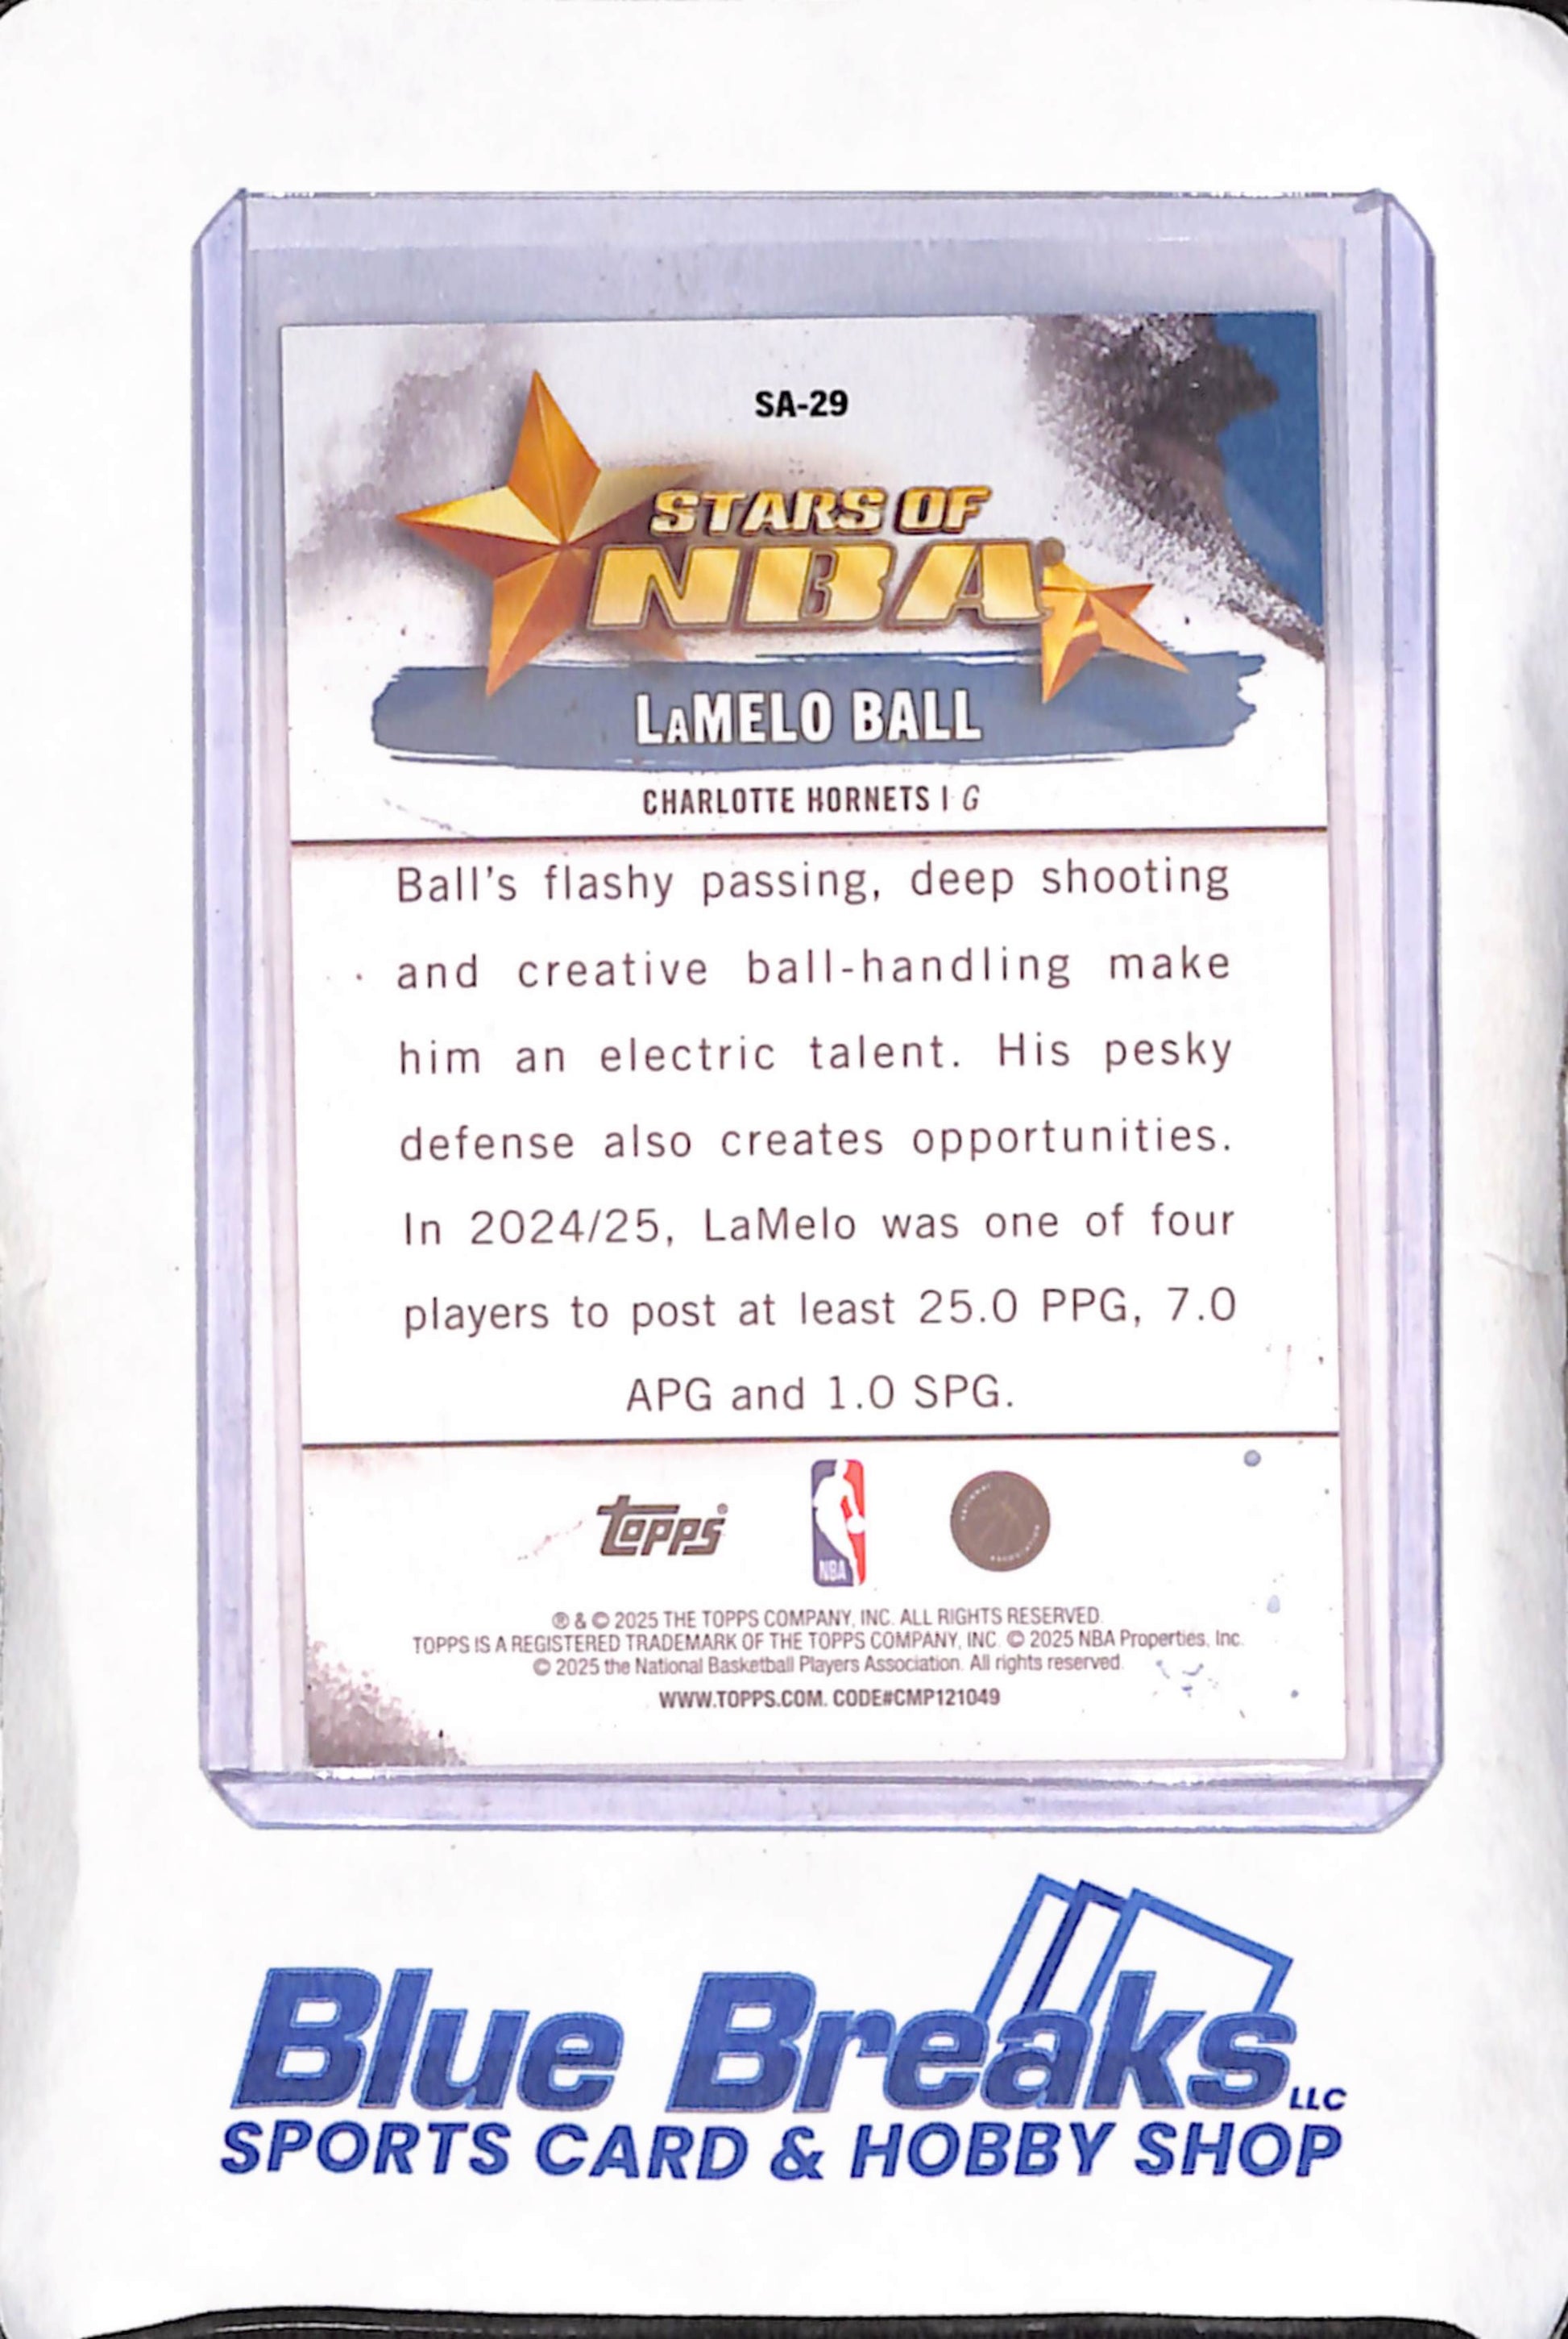 SA-29
STARS OF
NBA®
LAMELO BALL
CHARLOTTE HORNETS | G
Ball's flashy passing, deep shooting
and creative ball-handling make
him an electric talent. His pesky
defense also creates opportunities.
In 2024/25, LaMelo was one of four
players to post at least 25.0 PPG, 7.0
APG and 1.0 SPG.
topps®
NBA
® & © 2025 THE TOPPS COMPANY, INC. ALL RIGHTS RESERVED.
TOPPS IS A REGISTERED TRADEMARK OF THE TOPPS COMPANY, INC. © 2025 NBA Properties, Inc.
© 2025 the National Basketball Players Association. All rights reserved.
WWW.TOPPS.COM. CODE#CMP121049
Blue Breaks LLC
SPORTS CARD & HOBBY SHOP